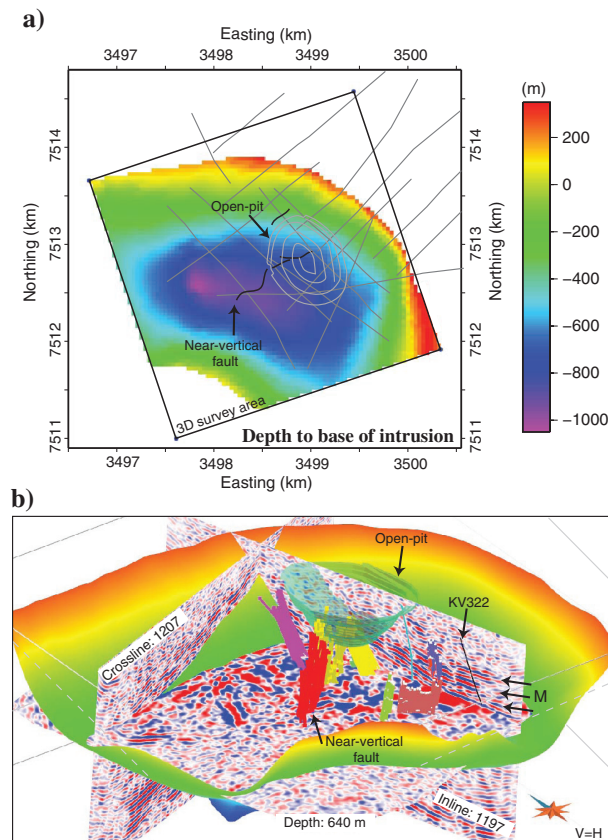 a)
Easting (km)
3497 3498 3499 3500
(m)
7514
7514
200
Open-pit
0
7513
7513
Northing (km)
Northing (km)
−200
−400
7512
7512
−600
Near-vertical
fault
−800
3D survey area
−1000
Depth to base of intrusion
7511
7511
3497 3498 3499 3500
Easting (km)
b)
Open-pit
KV322
Crossline: 1207
M
Near-vertical
fault
Inline: 1197
Depth: 640 m
V=H